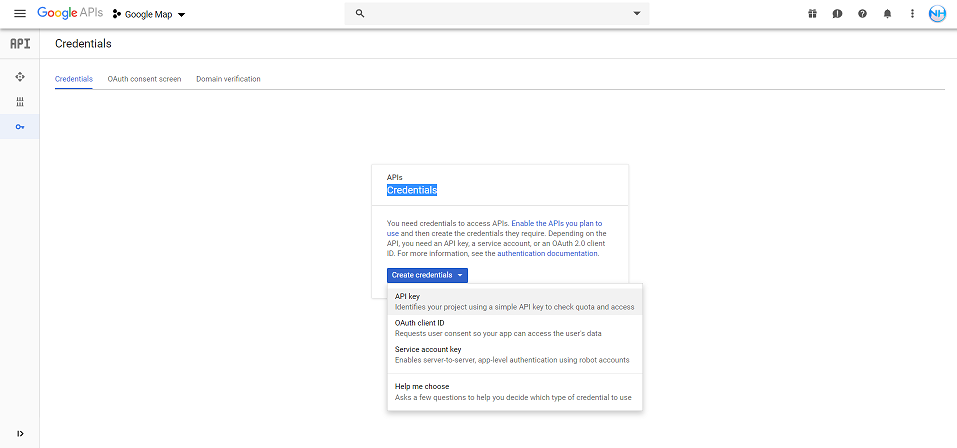 Google APIs
Google Map
NH
API
Credentials
Credentials
OAuth consent screen
Domain verification
APIs
Credentials
You need credentials to access APIs. Enable the APIs you plan to
use and then create the credentials they require. Depending on the
API, you need an API key, a service account, or an OAuth 2.0 client
ID. For more information, see the authentication documentation.
Create credentials
API key
Identifies your project using a simple API key to check quota and access
OAuth client ID
Requests user consent so your app can access the user's data
Service account key
Enables server-to-server, app-level authentication using robot accounts
Help me choose
Asks a few questions to help you decide which type of credential to use